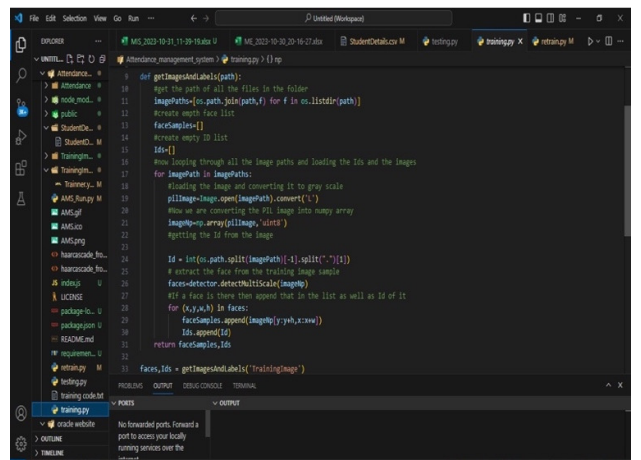 File Edit Selection View Go Run ...
Untitled (Workspace)
EXPLORER
MIS_2023-10-31_11-39-19.xlsx U
ME_2023-10-30_20-16-27.xlsx
StudentDetails.csv M
testing.py
training.py X
retrain.py M
Attendance_management_system > training.py > np
UNTITL...
Attendance...
Attendance
node_mod...
public
StudentDe...
StudentD... M
TrainingIm...
TrainingIm...
Trainner.y... M
AMS_Run.py M
AMS.gif
AMS.ico
AMS.png
haarcascade_fro...
haarcascade_fro...
index.js U
LICENSE
package-lo... U
package.json U
README.md
requiremen... U
retrain.py M
testing.py
training code.txt
training.py
orade website
OUTLINE
TIMELINE
9 def getImagesAndLabels(path):
10 #get the path of all the files in the folder
11 imagePaths=[os.path.join(path,f) for f in os.listdir(path)]
12 #create empth face list
13 faceSamples=[]
14 #create empty ID list
15 Ids=[]
16 #now looping through all the image paths and loading the Ids and the images
17 for imagePath in imagePaths:
18 #loading the image and converting it to gray scale
19 pilImage=Image.open(imagePath).convert('L')
20 #Now we are converting the PIL image into numpy array
21 imageNp=np.array(pilImage,'uint8')
22 #getting the Id from the image
23
24 Id = int(os.path.split(imagePath)[-1].split(".")[1])
25 # extract the face from the training image sample
26 faces=detector.detectMultiScale(imageNp)
27 #If a face is there then append that in the list as well as Id of it
28 for (x,y,w,h) in faces:
29 faceSamples.append(imageNp[y:y+h,x:x+w])
30 Ids.append(Id)
31 return faceSamples,Ids
32
33 faces,Ids = getImagesAndLabels('TrainingImage')
PROBLEMS OUTPUT DEBUG CONSOLE TERMINAL
PORTS
OUTPUT
No forwarded ports. Forward a
port to access your locally
running services over the
internet.